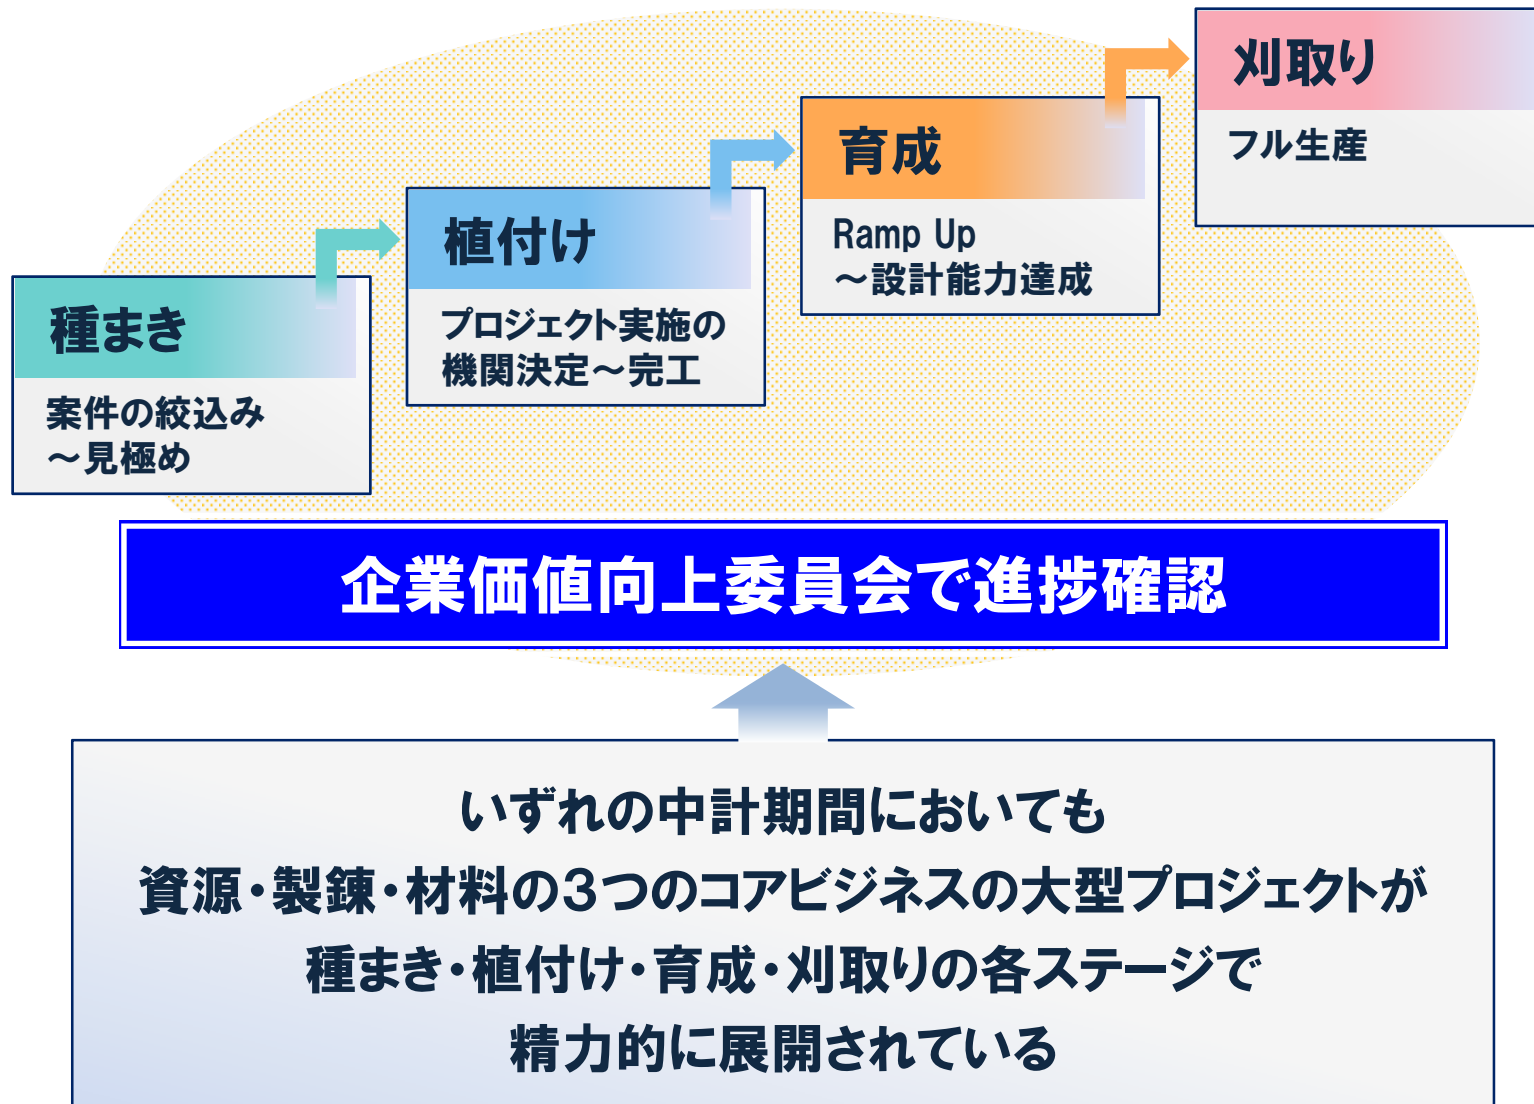 種まき
案件の絞込み
～見極め
植付け
プロジェクト実施の
機関決定～完工
育成
Ramp Up
～設計能力達成
刈取り
フル生産
企業価値向上委員会で進捗確認
いずれの中計期間においても
資源・製錬・材料の３つのコアビジネスの大型プロジェクトが
種まき・植付け・育成・刈取りの各ステージで
精力的に展開されている